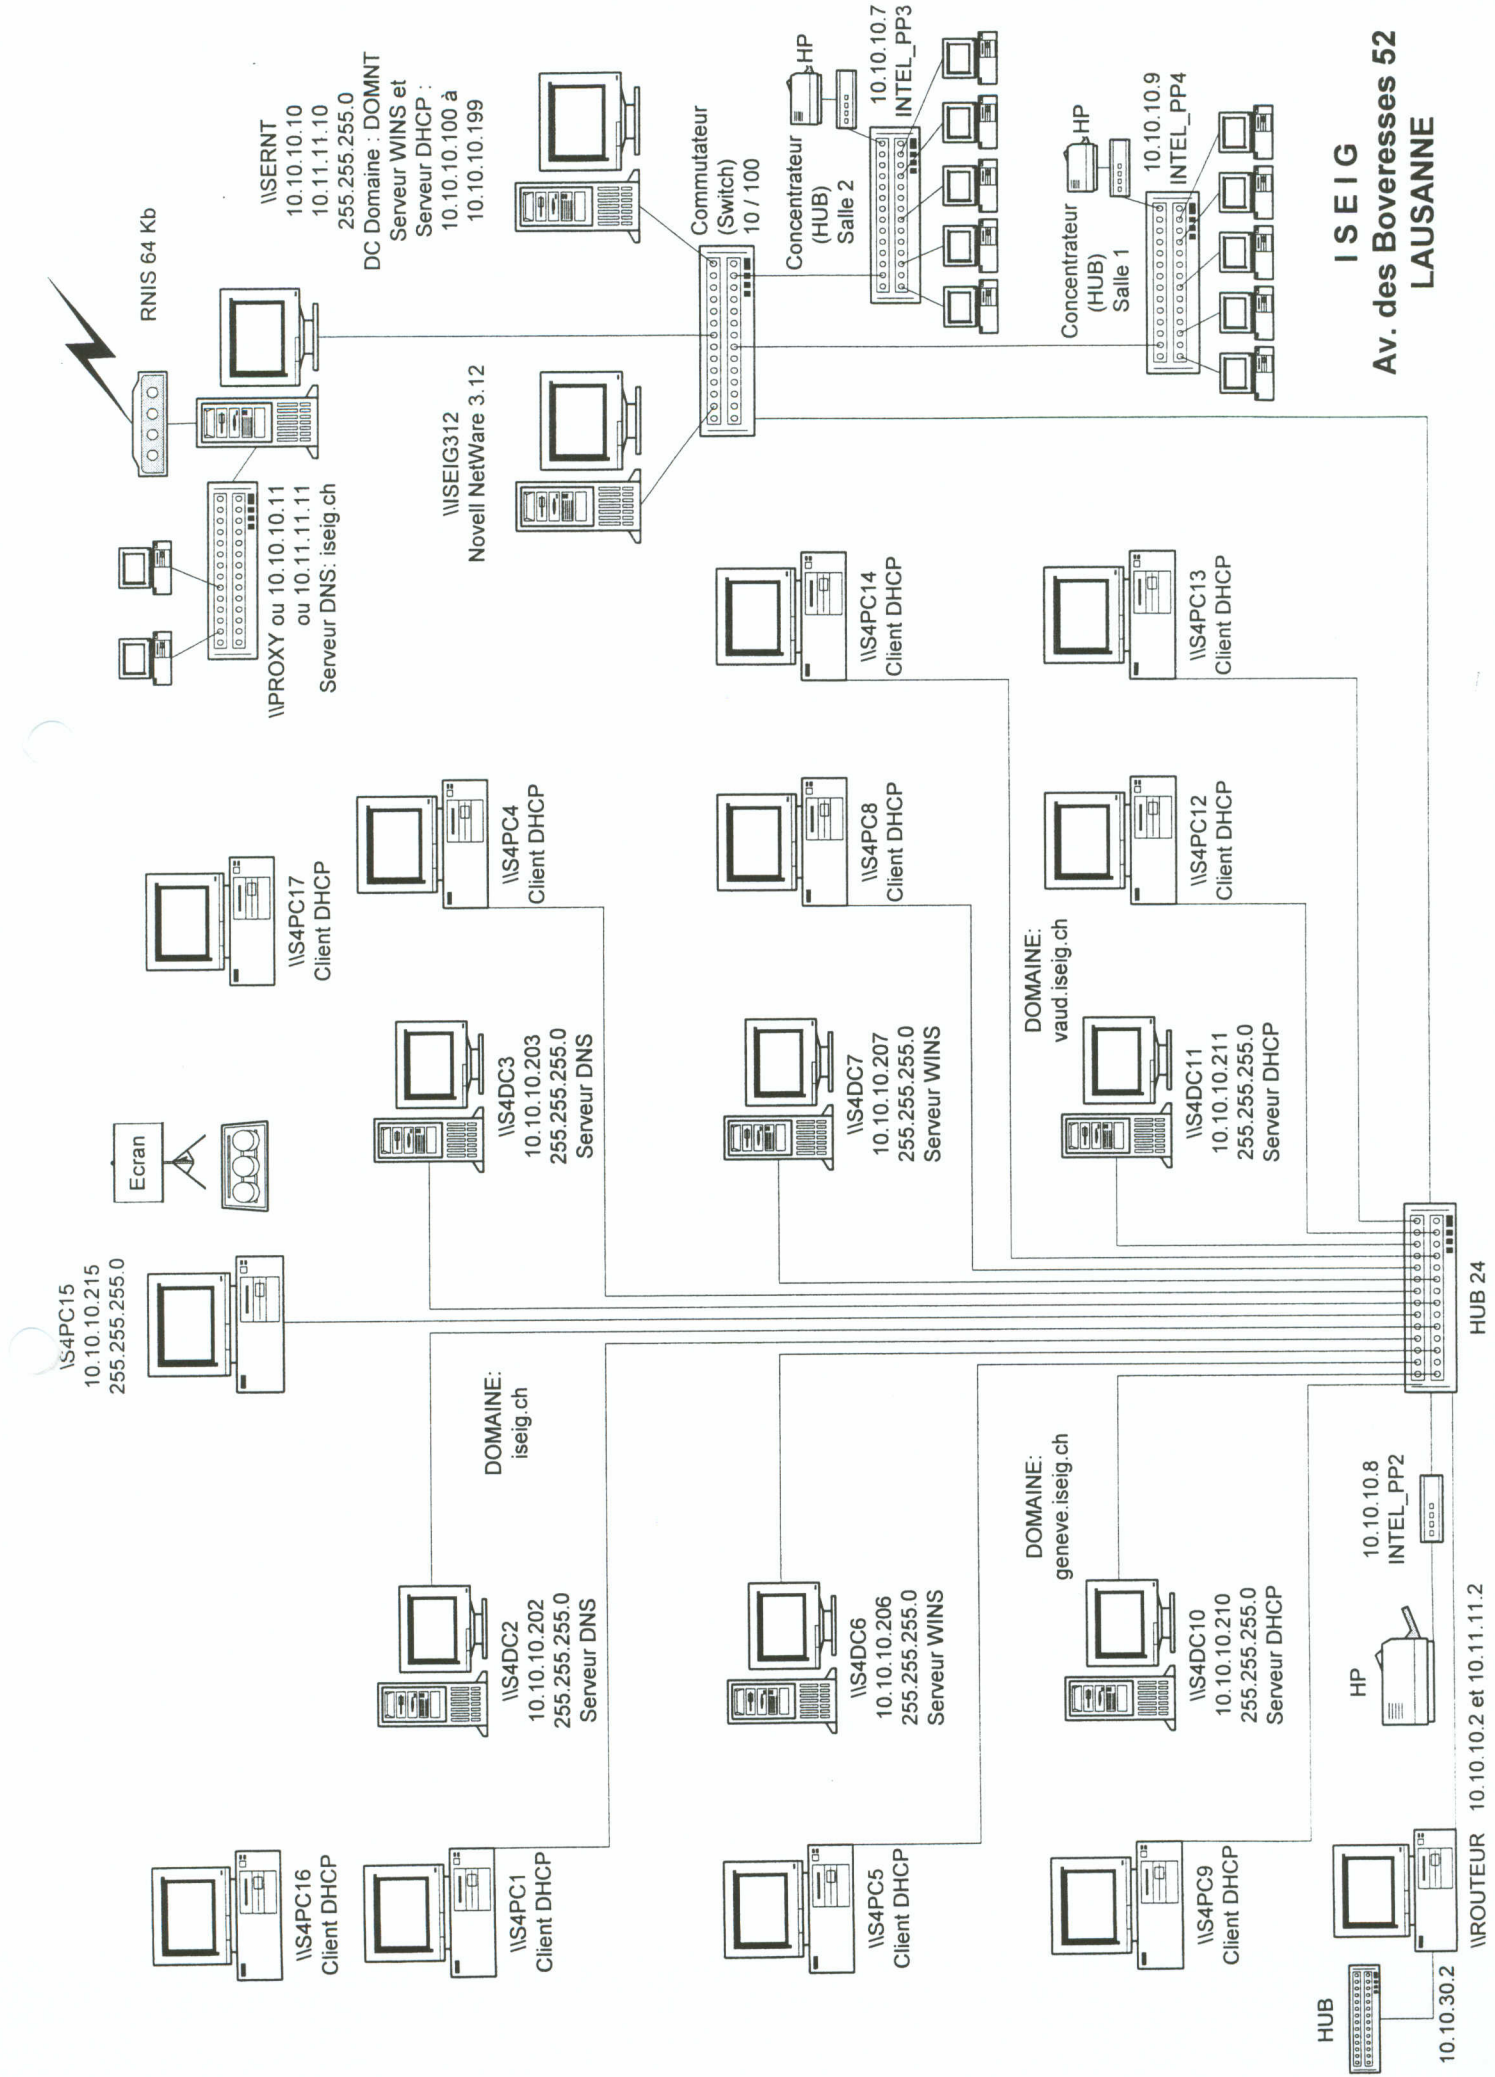 \S4PC15
10.10.10.215
255.255.255.0
Ecran
\\S4PC16
Client DHCP
\\S4PC17
Client DHCP
RNIS 64 Kb
\\PROXY ou 10.10.10.11
ou 10.11.11.11
Serveur DNS: iseig.ch
\\SERNT
10.10.10.10
10.11.11.10
255.255.255.0
DC Domaine : DOMNT
Serveur WINS et
Serveur DHCP :
10.10.10.100 à
10.10.10.199
\\S4PC1
Client DHCP
\\S4DC2
10.10.10.202
255.255.255.0
Serveur DNS
DOMAINE:
iseig.ch
\\S4DC3
10.10.10.203
255.255.255.0
Serveur DNS
\\S4PC4
Client DHCP
\\ISEIG312
Novell NetWare 3.12
Commutateur
(Switch)
10 / 100
\\S4PC5
Client DHCP
\\S4DC6
10.10.10.206
255.255.255.0
Serveur WINS
\\S4DC7
10.10.10.207
255.255.255.0
Serveur WINS
\\S4PC8
Client DHCP
\\S4PC14
Client DHCP
Concentrateur
(HUB)
Salle 2
HP
10.10.10.7
INTEL_PP3
\\S4PC9
Client DHCP
DOMAINE:
geneve.iseig.ch
\\S4DC10
10.10.10.210
255.255.255.0
Serveur DHCP
DOMAINE:
vaud.iseig.ch
\\S4DC11
10.10.10.211
255.255.255.0
Serveur DHCP
\\S4PC12
Client DHCP
\\S4PC13
Client DHCP
Concentrateur
(HUB)
Salle 1
HP
10.10.10.9
INTEL_PP4
HUB
10.10.30.2
\\ROUTEUR 10.10.10.2 et 10.11.11.2
HP
10.10.10.8
INTEL_PP2
HUB 24
I S E I G
Av. des Boveresses 52
LAUSANNE